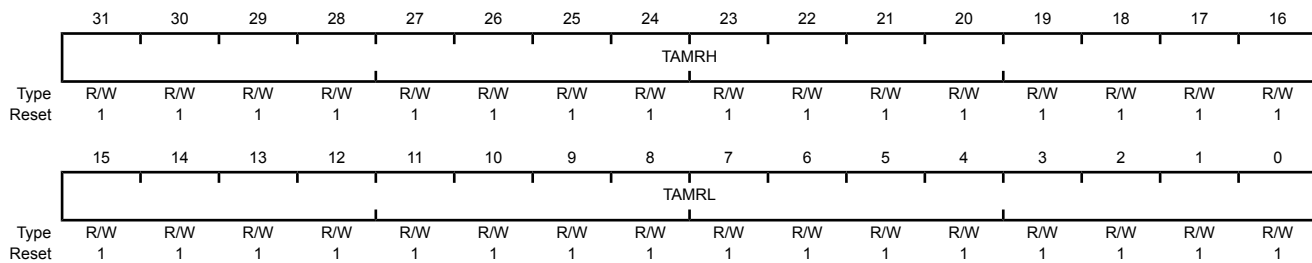 31 30 29 28 27 26 25 24 23 22 21 20 19 18 17 16
TAMRH
Type R/W R/W R/W R/W R/W R/W R/W R/W R/W R/W R/W R/W R/W R/W R/W R/W
Reset 1 1 1 1 1 1 1 1 1 1 1 1 1 1 1 1
15 14 13 12 11 10 9 8 7 6 5 4 3 2 1 0
TAMRL
Type R/W R/W R/W R/W R/W R/W R/W R/W R/W R/W R/W R/W R/W R/W R/W R/W
Reset 1 1 1 1 1 1 1 1 1 1 1 1 1 1 1 1